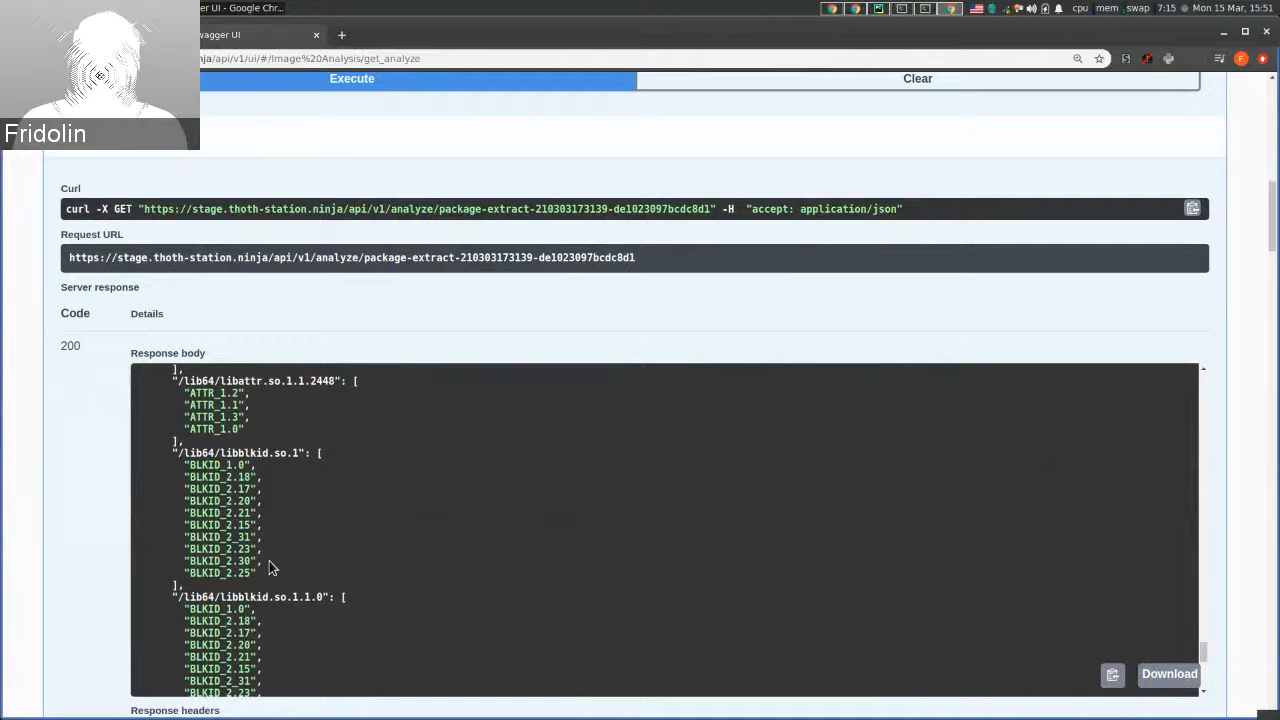 er UI - Google Chr...
cpu mem swap 7:15 Mon 15 Mar, 15:51
wagger UI
nja/api/v1/ui/#/Image%20Analysis/get_analyze
Execute
Clear
Fridolin
Curl
curl -X GET "https://stage.thoth-station.ninja/api/v1/analyze/package-extract-210303173139-de1023097bcdc8d1" -H  "accept: application/json"
Request URL
https://stage.thoth-station.ninja/api/v1/analyze/package-extract-210303173139-de1023097bcdc8d1
Server response
Code Details
200
Response body
],
"/lib64/libattr.so.1.1.2448": [
"ATTR_1.2",
"ATTR_1.1",
"ATTR_1.3",
"ATTR_1.0"
],
"/lib64/libblkid.so.1": [
"BLKID_1.0",
"BLKID_2.18",
"BLKID_2.17",
"BLKID_2.20",
"BLKID_2.21",
"BLKID_2.15",
"BLKID_2_31",
"BLKID_2.23",
"BLKID_2.30",
"BLKID_2.25"
],
"/lib64/libblkid.so.1.1.0": [
"BLKID_1.0",
"BLKID_2.18",
"BLKID_2.17",
"BLKID_2.20",
"BLKID_2.21",
"BLKID_2.15",
"BLKID_2_31",
"BLKID_2.23",
Download
Response headers